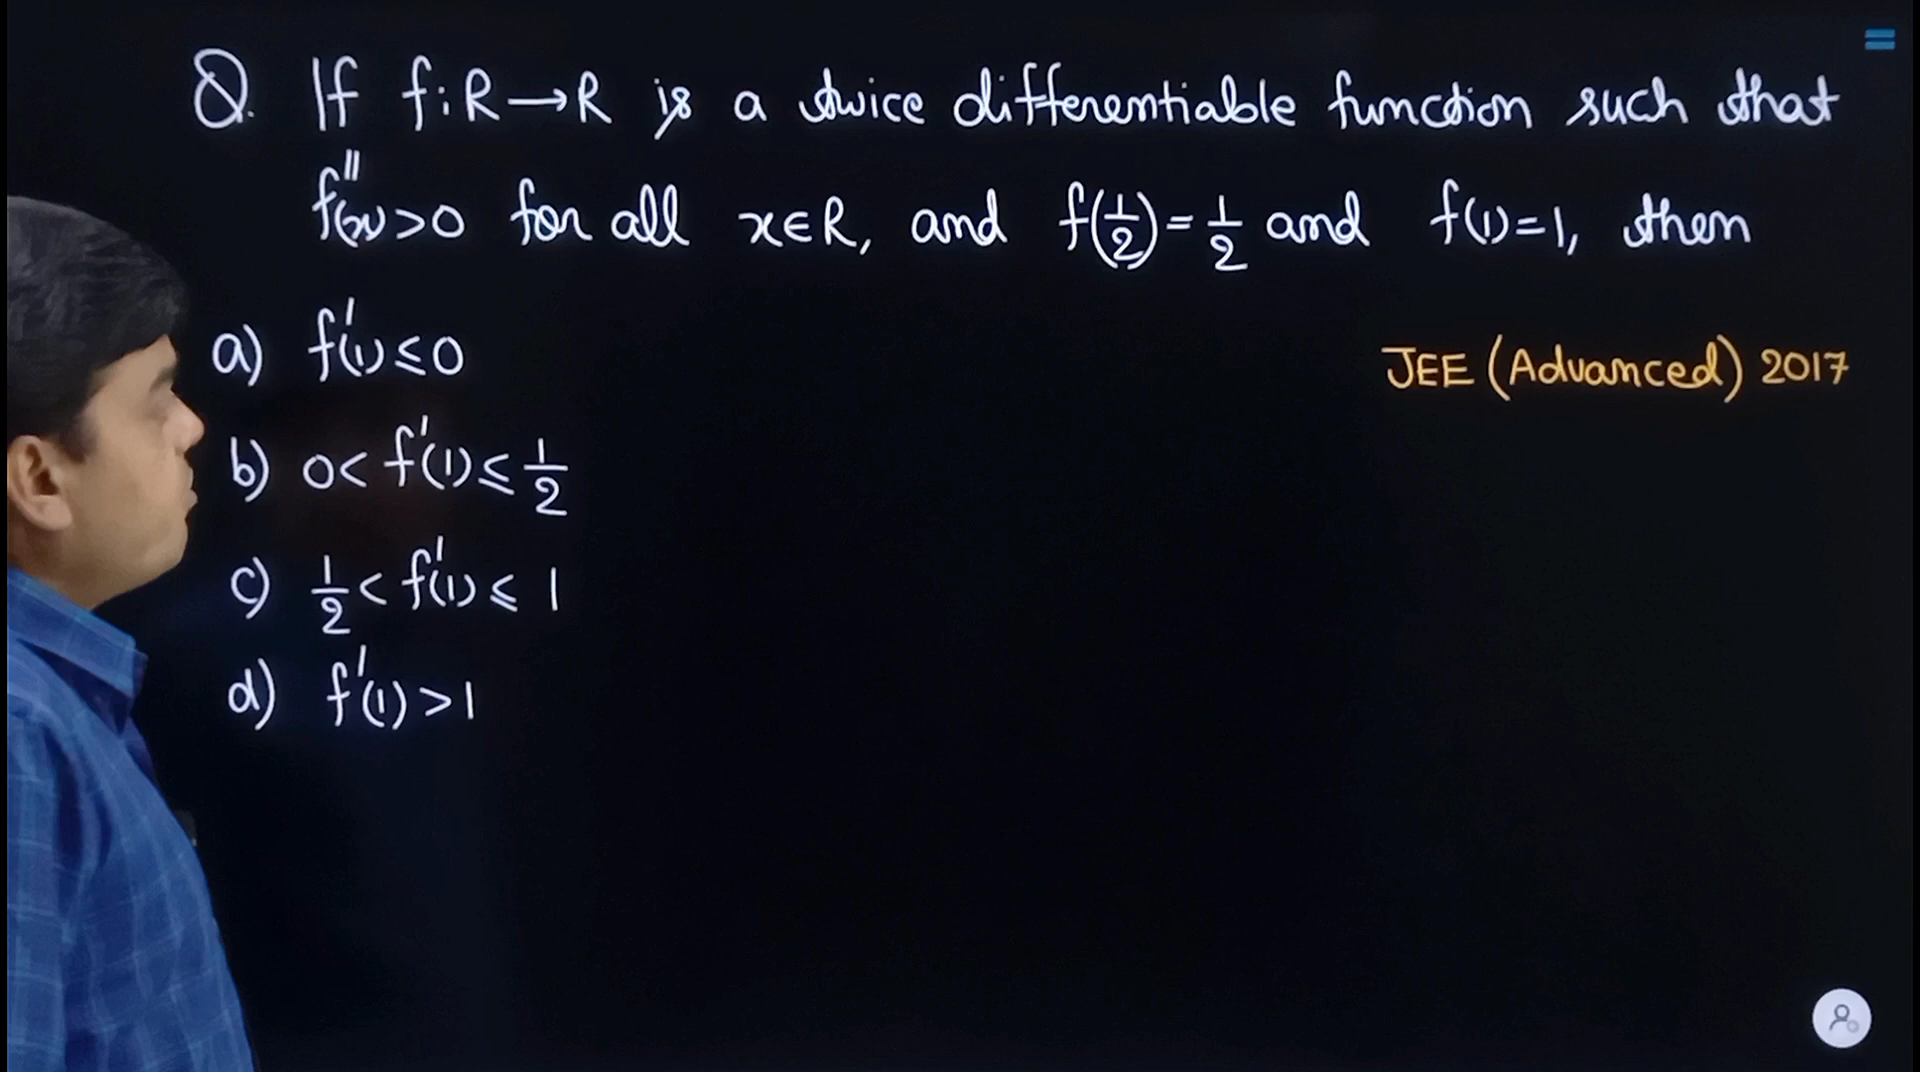 Q. If f:R→R is a twice differentiable function such that
f''(x)>0 for all x∈R, and f(1/2)=1/2 and f(1)=1, then
a) f'(1)≤0
JEE (Advanced) 2017
b) 0<f'(1)≤1/2
c) 1/2<f'(1)≤1
d) f'(1)>1